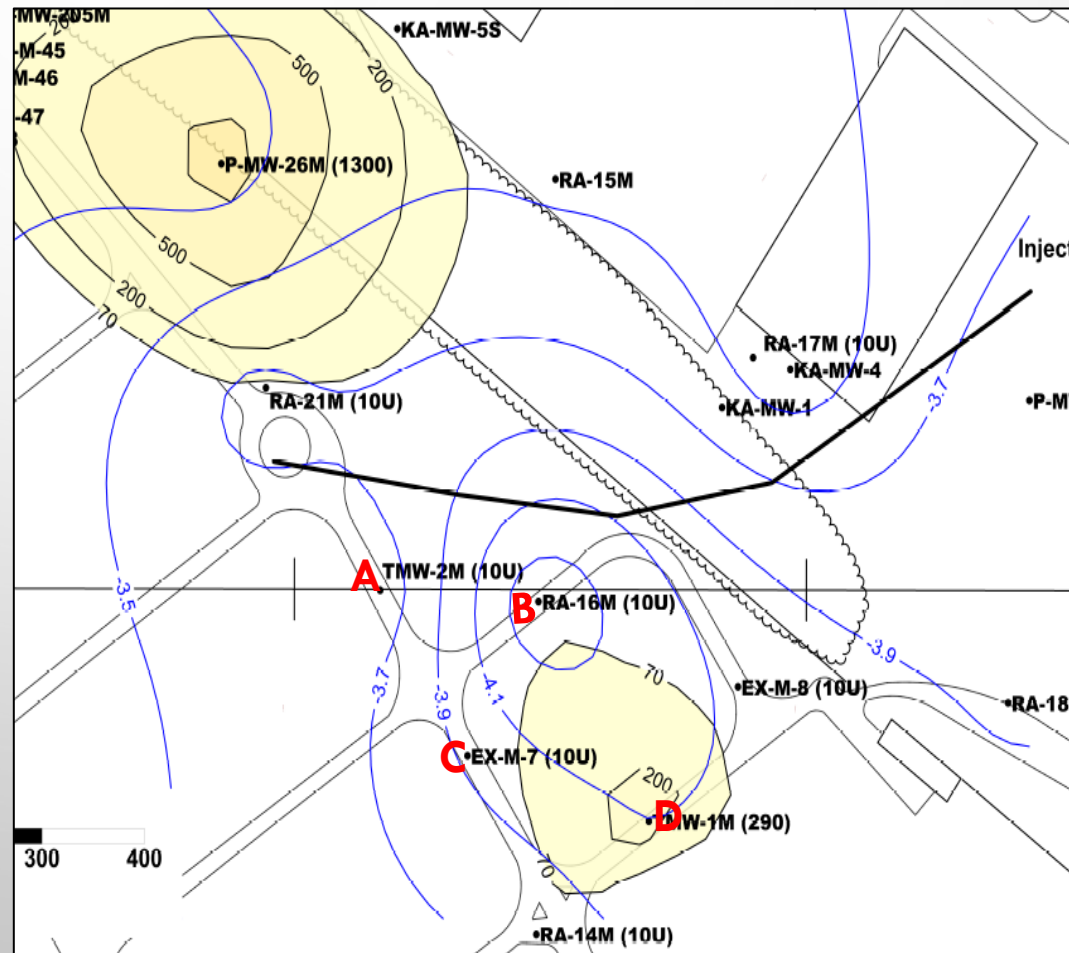 -MW-205M
200
KA-MW-5S
-M-45
M-46
500
200
-47
P-MW-26M (1300)
RA-15M
500
Inject
200
70
RA-17M (10U)
KA-MW-4
-3.7
RA-21M (10U)
KA-MW-1
P-M
A
TMW-2M (10U)
-3.5
B
RA-16M (10U)
-3.9
70
-3.7
-4.1
EX-M-8 (10U)
-3.9
RA-18
C
EX-M-7 (10U)
200
D
TMW-1M (290)
300 400
70
RA-14M (10U)